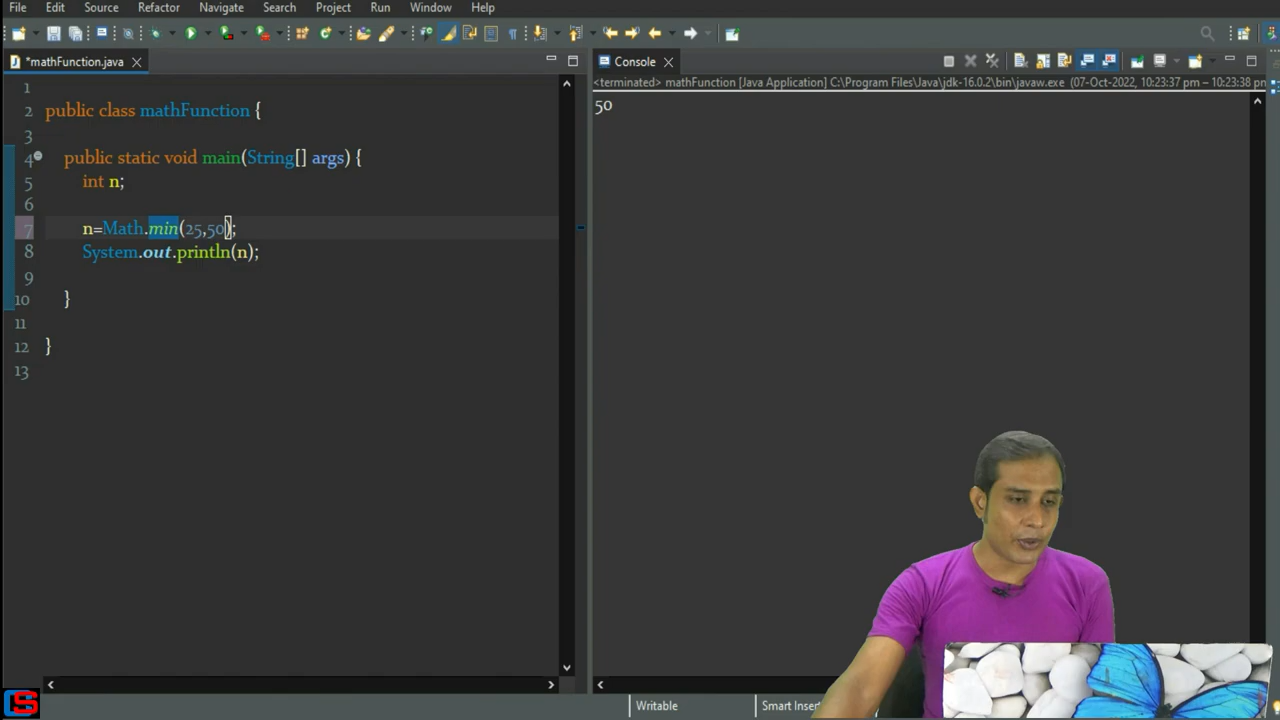 File Edit Source Refactor Navigate Search Project Run Window Help
*mathFunction.java
Console
<terminated> mathFunction [Java Application] C:\Program Files\Java\jdk-16.0.2\bin\javaw.exe (07-Oct-2022, 10:23:37 pm – 10:23:38 pm)
50
1
2 public class mathFunction {
3
4 public static void main(String[] args) {
5 int n;
6
7 n=Math.min(25,50);
8 System.out.println(n);
9
10 }
11
12 }
13
Writable
Smart Insert
CS